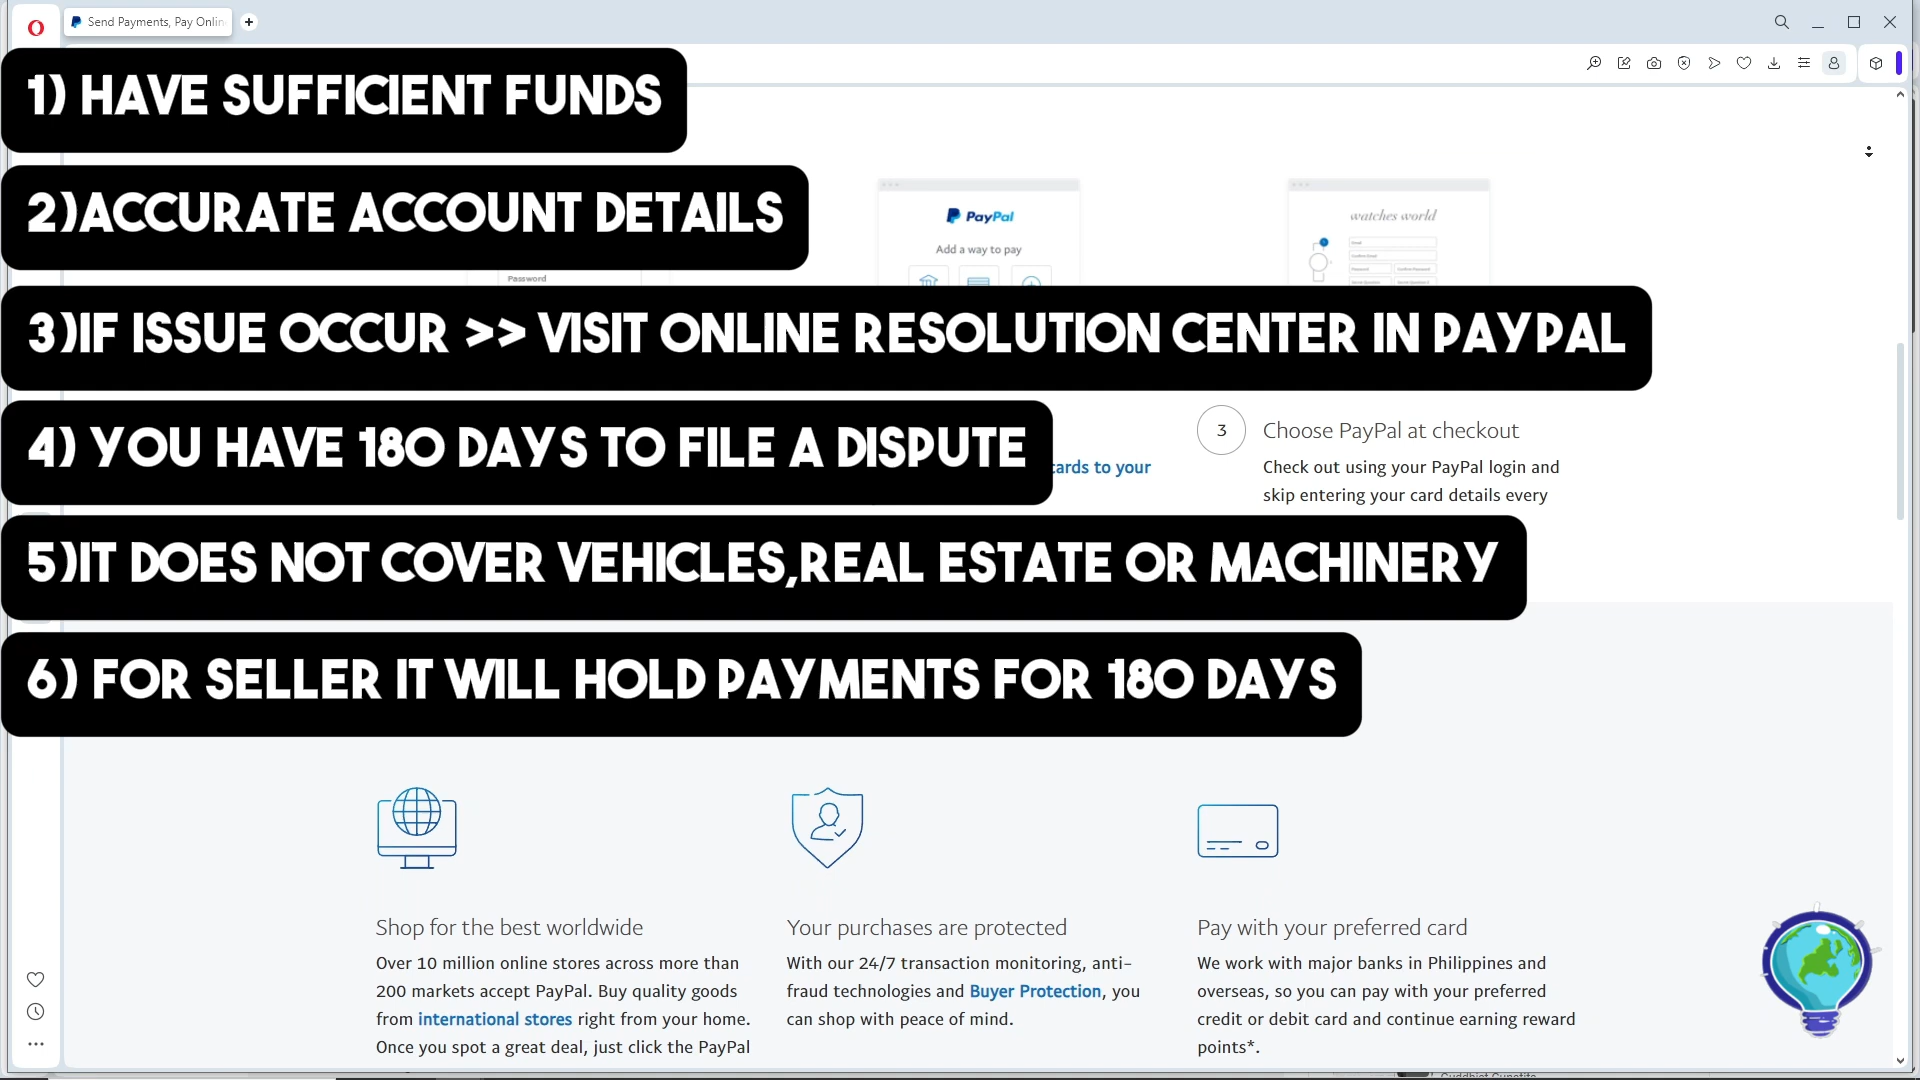 Send Payments, Pay Onlin
1) HAVE SUFFICIENT FUNDS
2)ACCURATE ACCOUNT DETAILS
PayPal
Add a way to pay
watches world
Email
Confirm Email
Password Confirm Password
Password
3)IF ISSUE OCCUR >> VISIT ONLINE RESOLUTION CENTER IN PAYPAL
4) YOU HAVE 180 DAYS TO FILE A DISPUTE
cards to your
3
Choose PayPal at checkout
Check out using your PayPal login and
skip entering your card details every
5)IT DOES NOT COVER VEHICLES,REAL ESTATE OR MACHINERY
6) FOR SELLER IT WILL HOLD PAYMENTS FOR 180 DAYS
Shop for the best worldwide
Over 10 million online stores across more than
200 markets accept PayPal. Buy quality goods
from international stores right from your home.
Once you spot a great deal, just click the PayPal
Your purchases are protected
With our 24/7 transaction monitoring, anti-
fraud technologies and Buyer Protection, you
can shop with peace of mind.
Pay with your preferred card
We work with major banks in Philippines and
overseas, so you can pay with your preferred
credit or debit card and continue earning reward
points*.